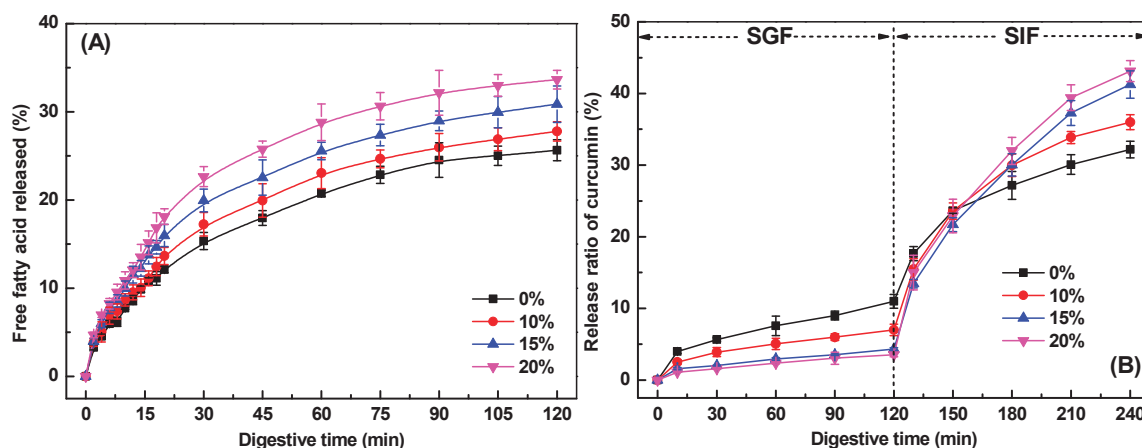 (A)
Free fatty acid released (%)
40
30
20
10
0
0%
10%
15%
20%
0 15 30 45 60 75 90 105 120
Digestive time (min)
SGF SIF
Release ratio of curcumin (%)
50
40
30
20
10
0
0%
10%
15%
20%
(B)
0 30 60 90 120 150 180 210 240
Digestive time (min)